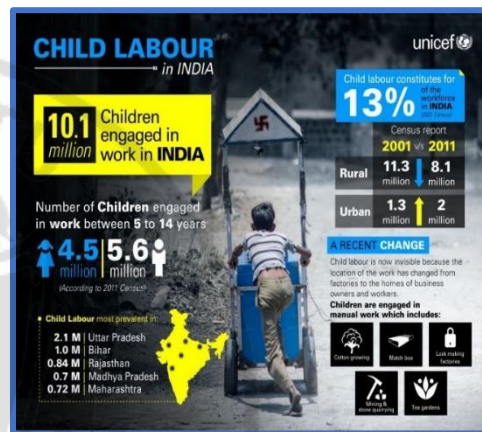 CHILD LABOUR
in INDIA
unicef
10.1
million
Children
engaged in
work in INDIA
Number of Children engaged
in work between 5 to 14 years
4.5
million
5.6
million
(According to 2011 Census)
Child Labour most prevalent in:
2.1 M | Uttar Pradesh
1.0 M | Bihar
0.84 M | Rajasthan
0.7 M | Madhya Pradesh
0.72 M | Maharashtra
Child labour constitutes for
13%
of the
workforce
in INDIA
Census report
2001 v/s 2011
Rural
11.3
million
8.1
million
Urban
1.3
million
2
million
A RECENT CHANGE
Child labour is now invisible because the
location of the work has changed from
factories to the homes of business
owners and workers.
Children are engaged in
manual work which includes:
Cotton growing
Match box
Lock making
factories
Mining &
stone quarrying
Tea gardens